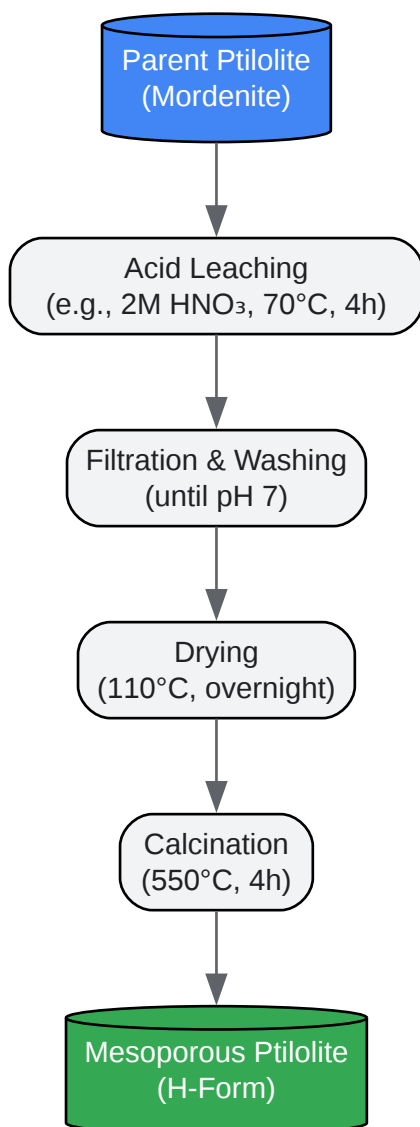 Parent Ptilolite
(Mordenite)
Acid Leaching
(e.g., 2M HNO₃, 70°C, 4h)
Filtration & Washing
(until pH 7)
Drying
(110°C, overnight)
Calcination
(550°C, 4h)
Mesoporous Ptilolite
(H-Form)